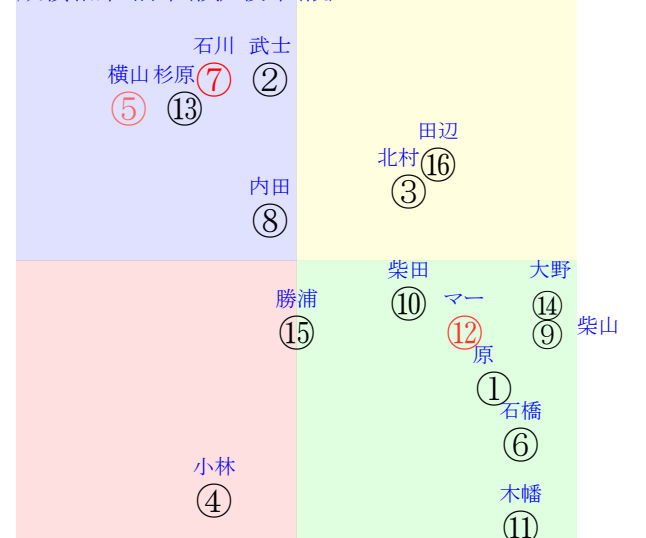 石川 武士
横山 杉原 ⑦ ②
⑤ ⑬
田辺
北村 ⑯
内田 ③
⑧
柴田 大野
勝浦 ⑩ マー ⑭
⑮ ⑫ ⑨ 柴山
原
①
石橋
⑥
小林 木幡
④ ⑪